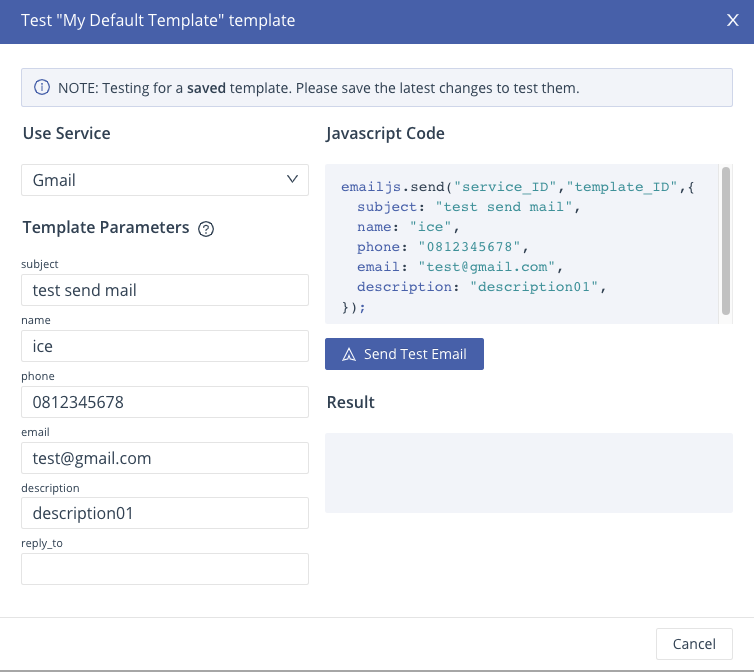 Test "My Default Template" template
X
NOTE: Testing for a saved template. Please save the latest changes to test them.
Use Service
Gmail
Template Parameters ?
subject
test send mail
name
ice
phone
0812345678
email
test@gmail.com
description
description01
reply_to
Javascript Code
emailjs.send("service_ID","template_ID",{
subject: "test send mail",
name: "ice",
phone: "0812345678",
email: "test@gmail.com",
description: "description01",
});
Send Test Email
Result
Cancel